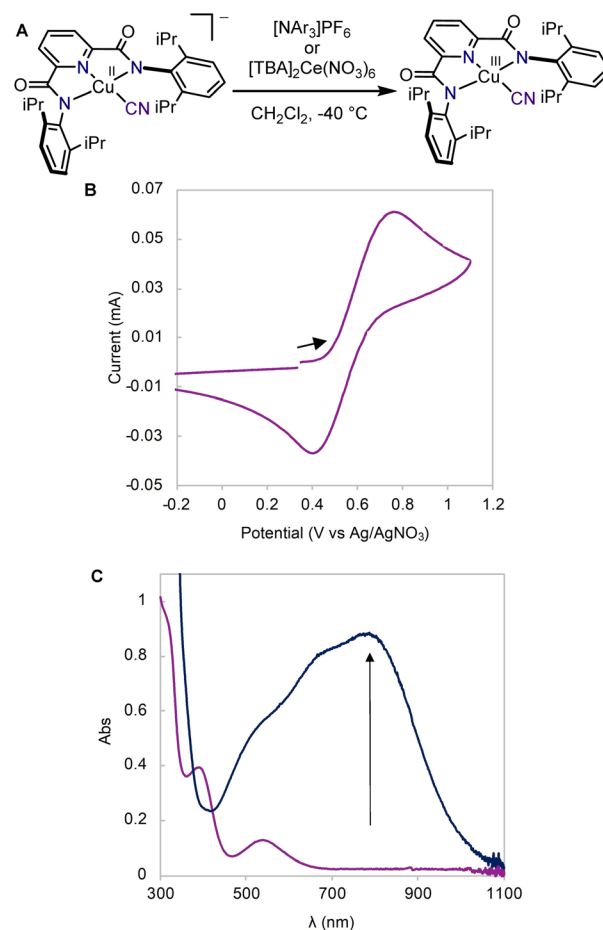 A
O
N
O
N
Cu
II
N
CN
iPr
iPr
iPr
iPr
−
[NAr3]PF6
or
[TBA]2Ce(NO3)6
CH2Cl2, -40 °C
O
N
O
N
Cu
III
N
CN
iPr
iPr
iPr
iPr
B
Current (mA)
0.07
0.05
0.03
0.01
-0.01
-0.03
0.05
-0.2 0 0.2 0.4 0.6 0.8 1 1.2
Potential (V vs Ag/AgNO3)
C
Abs
1
0.8
0.6
0.4
0.2
0
300 500 700 900 1100
λ (nm)